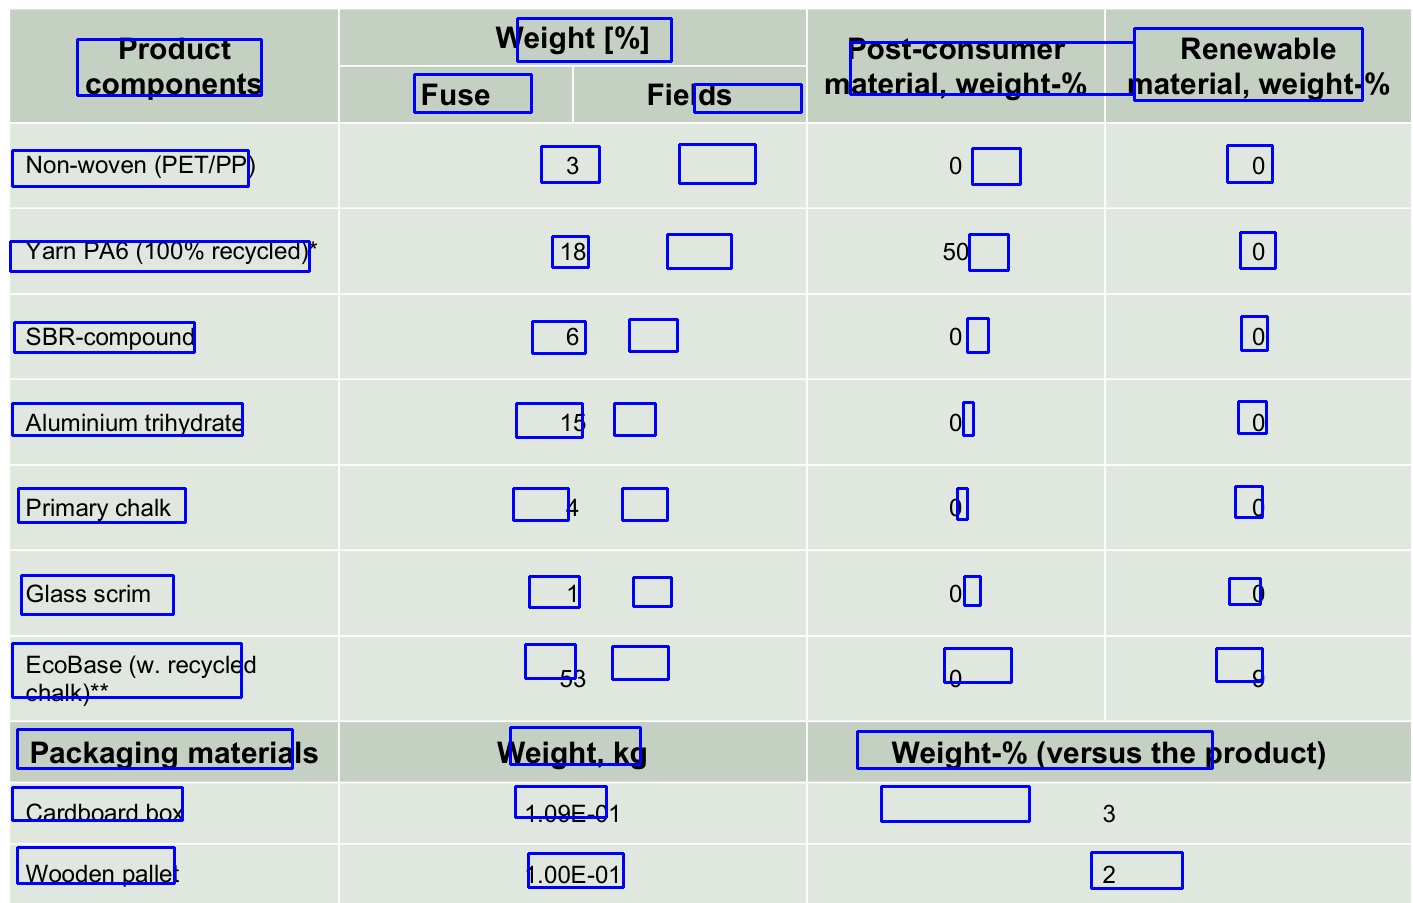 Product components
Weight [%]
Fuse
Fields
Post-consumer material, weight-%
Renewable material, weight-%
Non-woven (PET/PP)
3
0
0
Yarn PA6 (100% recycled)*
18
50
0
SBR-compound
6
0
0
Aluminium trihydrate
15
0
0
Primary chalk
4
0
0
Glass scrim
1
0
0
EcoBase (w. recycled
chalk)**
53
0
9
Packaging materials
Weight, kg
Weight-% (versus the product)
Cardboard box
1.09E-01
3
Wooden pallet
1.00E-01
2